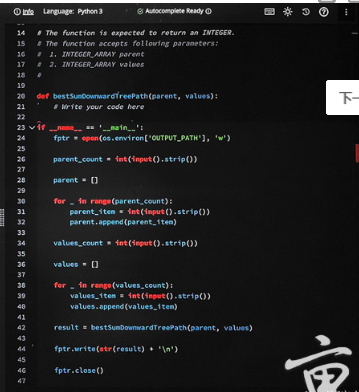 Info Language: Python 3 Autocomplete Ready
14 # The function is expected to return an INTEGER.
15 # The function accepts following parameters:
16 # 1. INTEGER_ARRAY parent
17 # 2. INTEGER_ARRAY values
18 #
19
20 def bestSumDownwardTreePath(parent, values):
21 # Write your code here
22
23 if __name__ == '__main__':
24 fptr = open(os.environ['OUTPUT_PATH'], 'w')
25
26 parent_count = int(input().strip())
27
28 parent = []
29
30 for _ in range(parent_count):
31 parent_item = int(input().strip())
32 parent.append(parent_item)
33
34 values_count = int(input().strip())
35
36 values = []
37
38 for _ in range(values_count):
39 values_item = int(input().strip())
40 values.append(values_item)
41
42 result = bestSumDownwardTreePath(parent, values)
43
44 fptr.write(str(result) + '\n')
45
46 fptr.close()
47
下一
亩